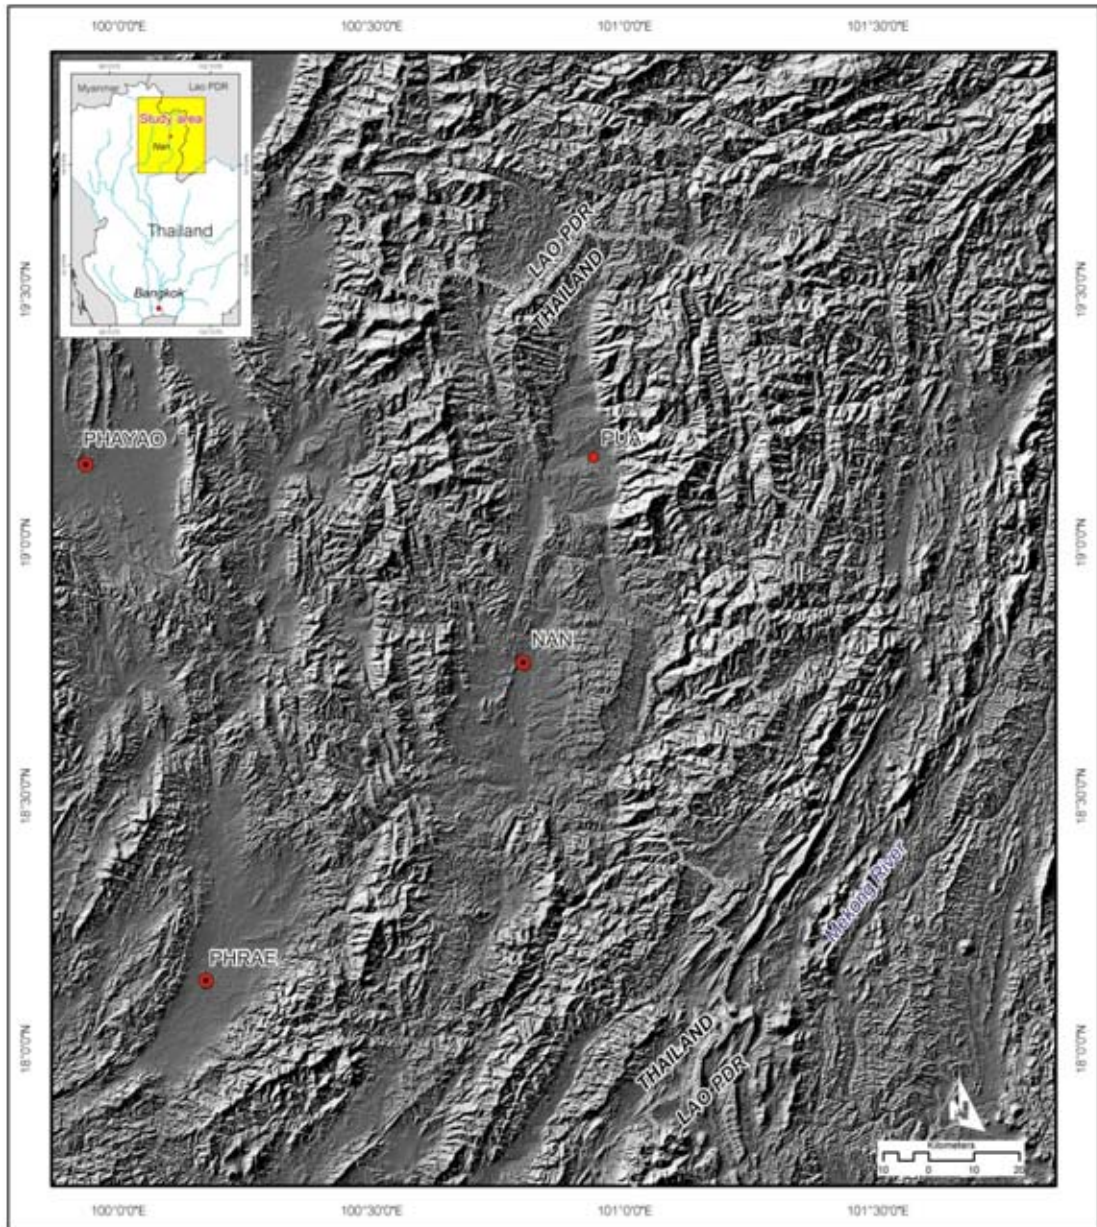 100°0'0"E 100°30'0"E 101°0'0"E 101°30'0"E
Myanmar Lao PDR
Study area
Nan
Thailand
Bangkok
LAO PDR
THAILAND
19°30'0"N
19°30'0"N
PHAYAO
PUA
19°0'0"N
19°0'0"N
NAN
18°30'0"N
18°30'0"N
Mekong River
PHRAE
THAILAND
LAO PDR
18°0'0"N
18°0'0"N
N
Kilometers
10 0 10 20
100°0'0"E 100°30'0"E 101°0'0"E 101°30'0"E